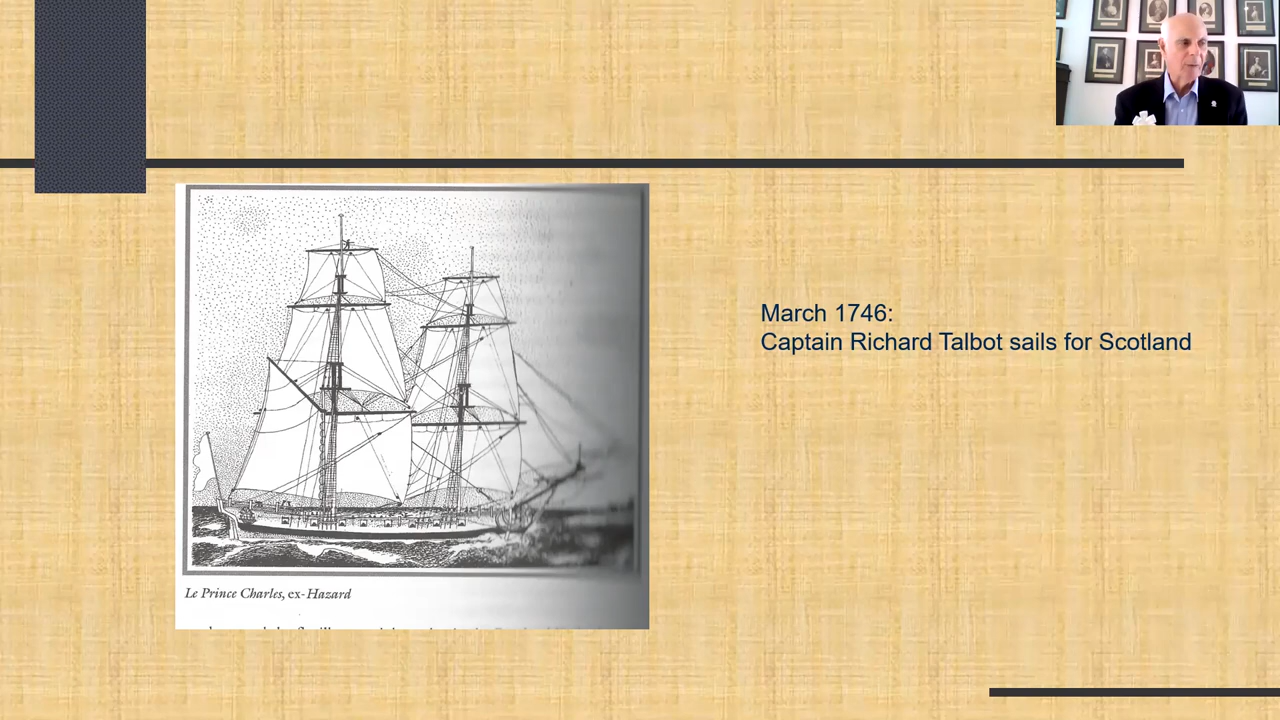 March 1746:
Captain Richard Talbot sails for Scotland
Le Prince Charles, ex-Hazard